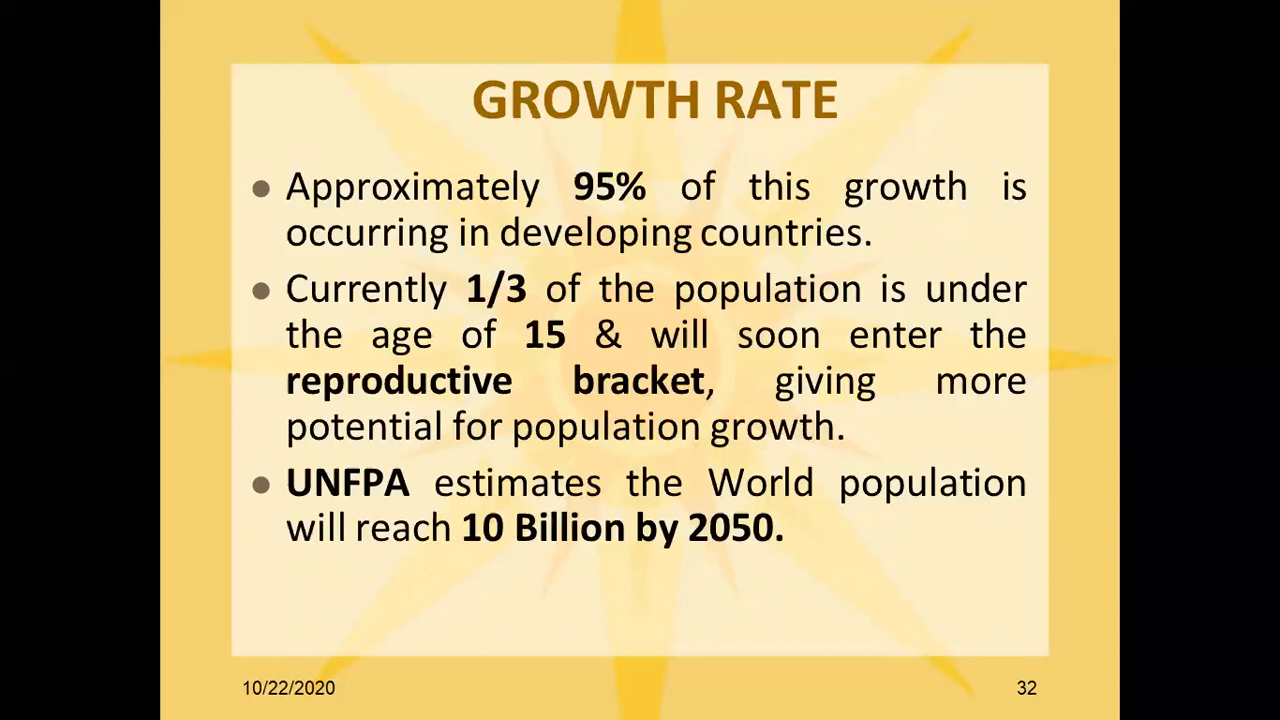 GROWTH RATE
● Approximately 95% of this growth is
occurring in developing countries.
● Currently 1/3 of the population is under
the age of 15 & will soon enter the
reproductive bracket, giving more
potential for population growth.
● UNFPA estimates the World population
will reach 10 Billion by 2050.
10/22/2020
32